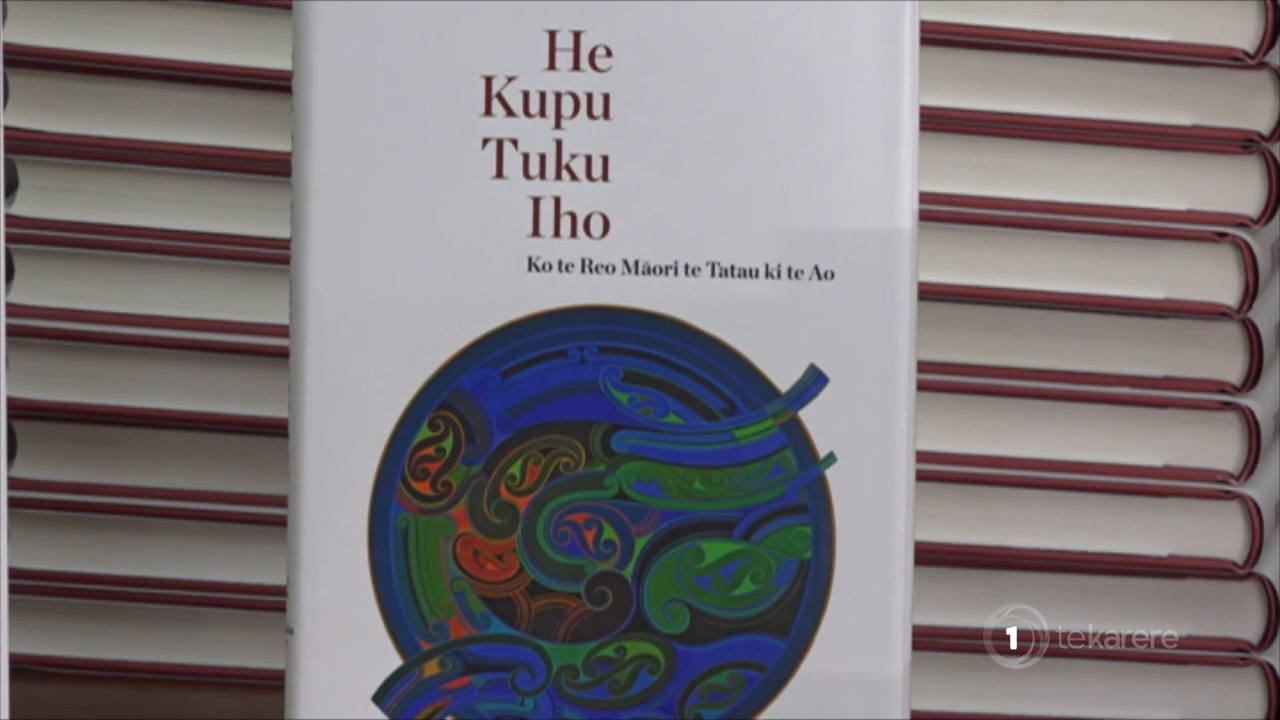 He
Kupu
Tuku
Iho
Ko te Reo Māori te Tatau ki te Ao
1 tekarere